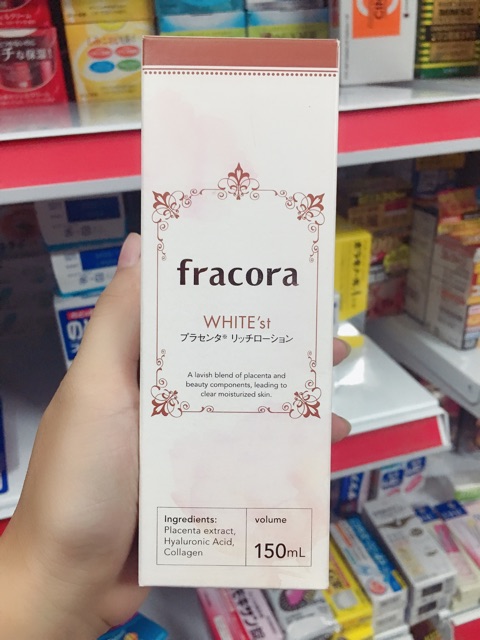 fracora
WHITE'st
プラセンタ※ リッチローション
A lavish blend of placenta and
beauty components, leading to
clear moisturized skin.
Ingredients:
Placenta extract,
Hyaluronic Acid,
Collagen
volume
150mL